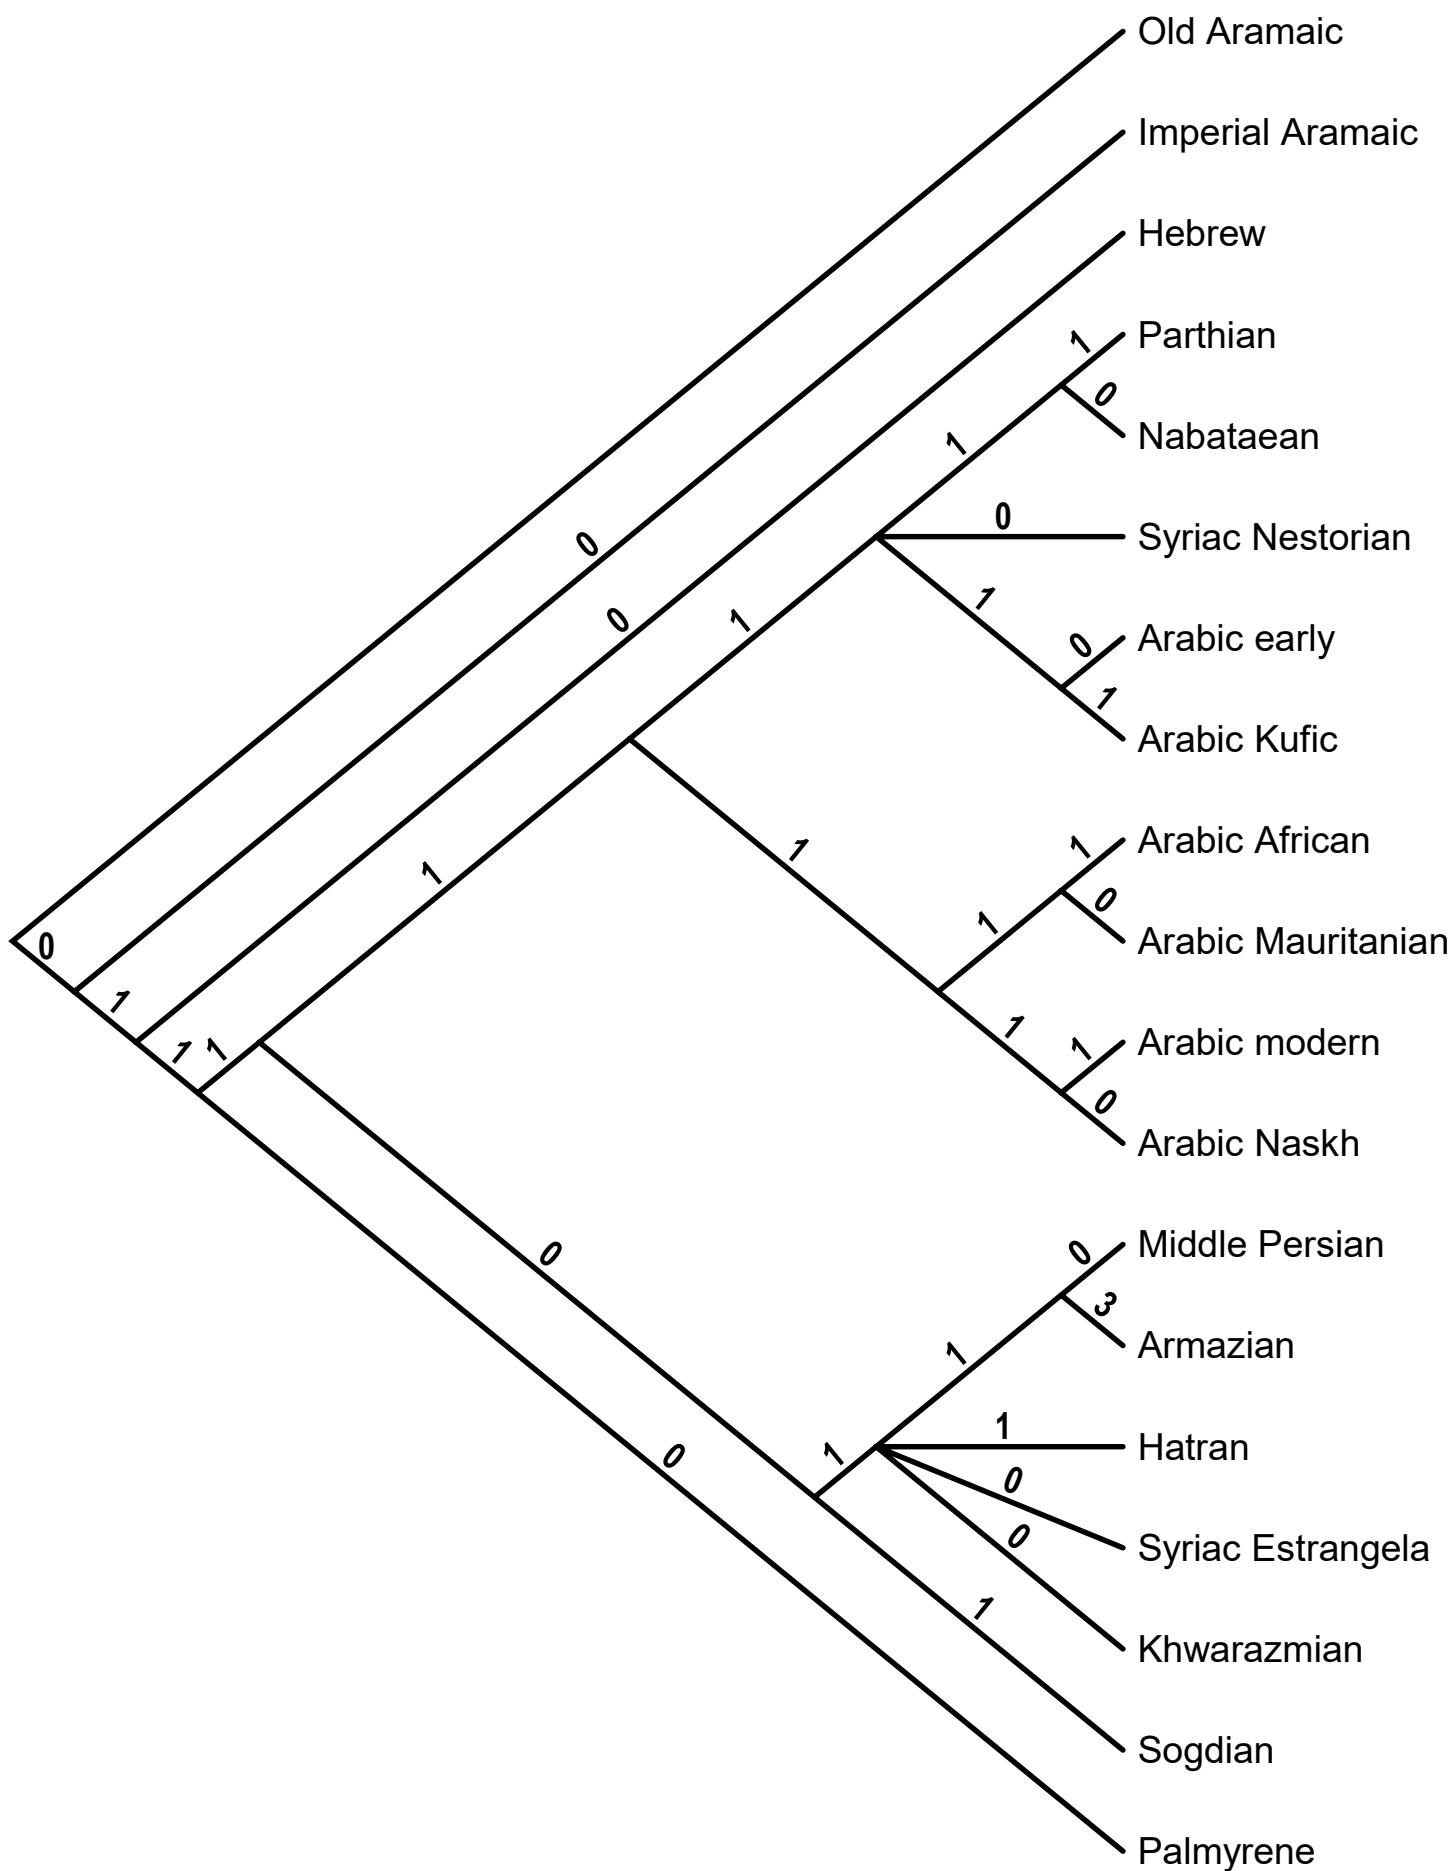 Old Aramaic
Imperial Aramaic
Hebrew
1
Parthian
0
Nabataean
1
0
Syriac Nestorian
0
1
0
1
0
Arabic early
1
Arabic Kufic
1
1
Arabic African
1
0
1
Arabic Mauritanian
0
1
1
1
1
1
Arabic modern
0
Arabic Naskh
0
0
Middle Persian
3
Armazian
1
1
Hatran
1
0
0
Syriac Estrangela
0
Khwarazmian
1
Sogdian
Palmyrene